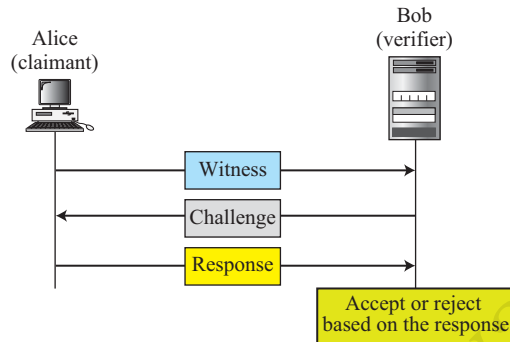 Alice
(claimant)
Bob
(verifier)
Witness
Challenge
Response
Accept or reject
based on the response